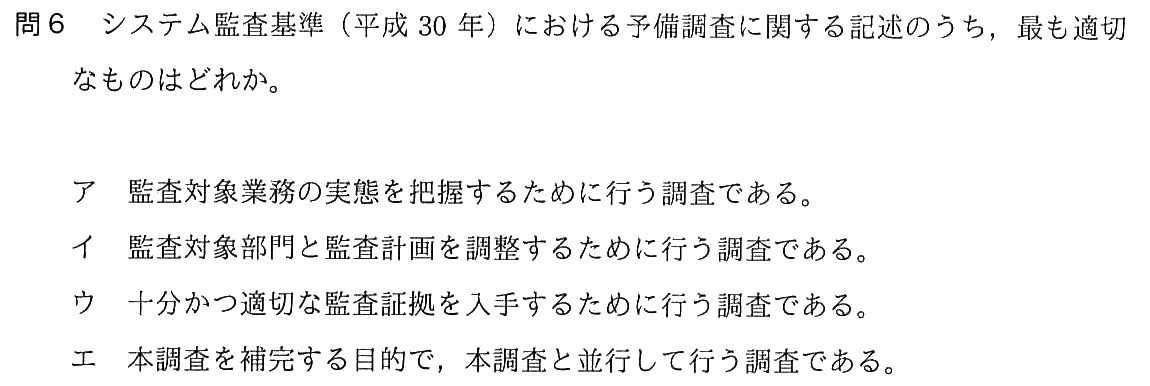 問６　システム監査基準（平成 30 年）における予備調査に関する記述のうち，最も適切
なものはどれか。
ア　監査対象業務の実態を把握するために行う調査である。
イ　監査対象部門と監査計画を調整するために行う調査である。
ウ　十分かつ適切な監査証拠を入手するために行う調査である。
エ　本調査を補完する目的で，本調査と並行して行う調査である。